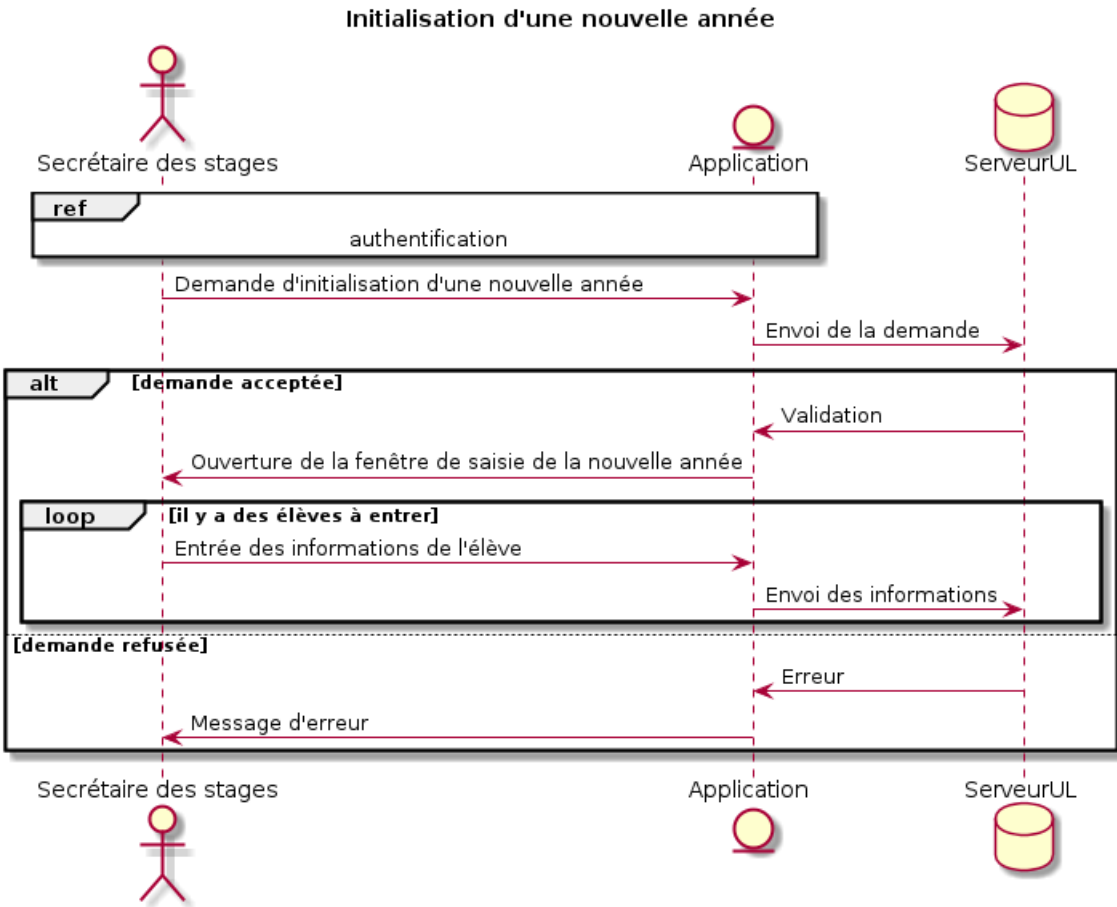 Initialisation d'une nouvelle année
Secrétaire des stages
Application
ServeurUL
ref
authentification
Demande d'initialisation d'une nouvelle année
Envoi de la demande
alt
[demande acceptée]
Validation
Ouverture de la fenêtre de saisie de la nouvelle année
loop
[il y a des élèves à entrer]
Entrée des informations de l'élève
Envoi des informations
[demande refusée]
Erreur
Message d'erreur
Secrétaire des stages
Application
ServeurUL